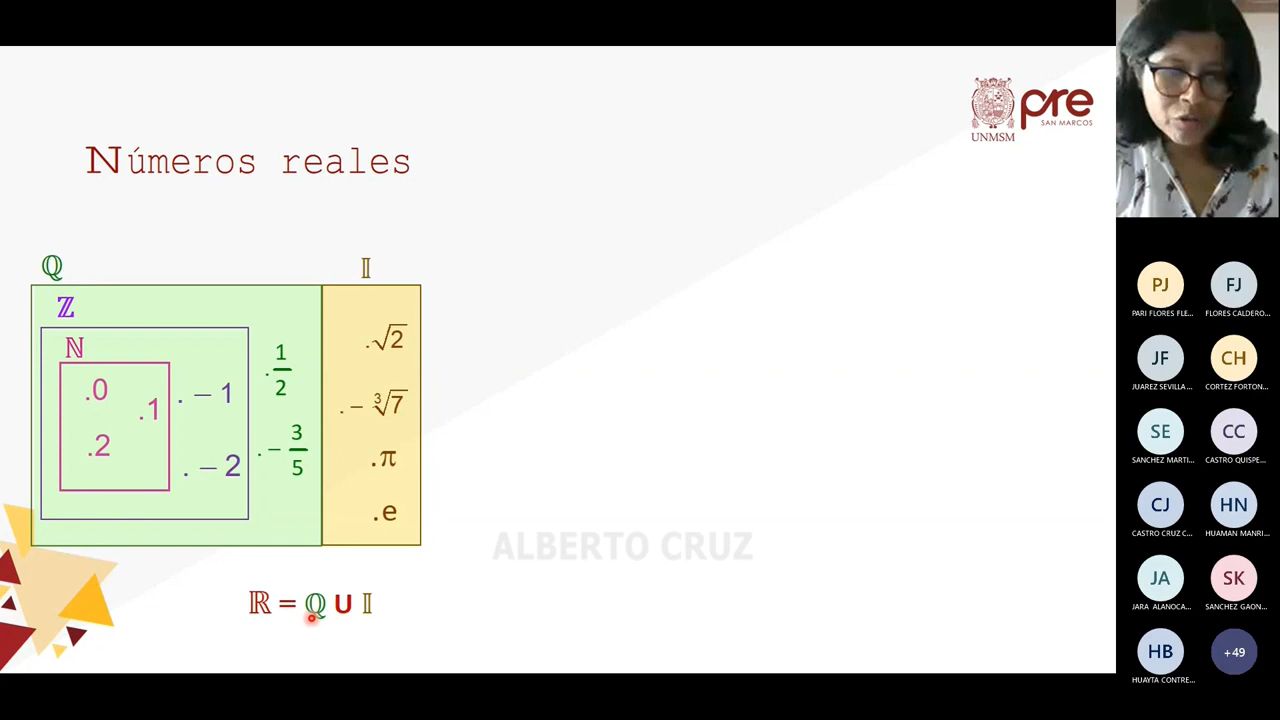 UNMSM
pre
SAN MARCOS
Números reales
ℚ
𝕀
ℤ
ℕ
.0
.1
.2
. −1
. −2
. 1/2
. − 3/5
.√2
. − ∛7
.π
.e
ℝ = ℚ U 𝕀
ALBERTO CRUZ
PJ
PARI FLORES FLE...
FJ
FLORES CALDERO...
JF
JUAREZ SEVILLA ...
CH
CORTEZ FORTON...
SE
SANCHEZ MARTI...
CC
CASTRO QUISPE...
CJ
CASTRO CRUZ C...
HN
HUAMAN MANRI...
JA
JARA ALANOCA...
SK
SANCHEZ GAON...
HB
HUAYTA CONTRE...
+49